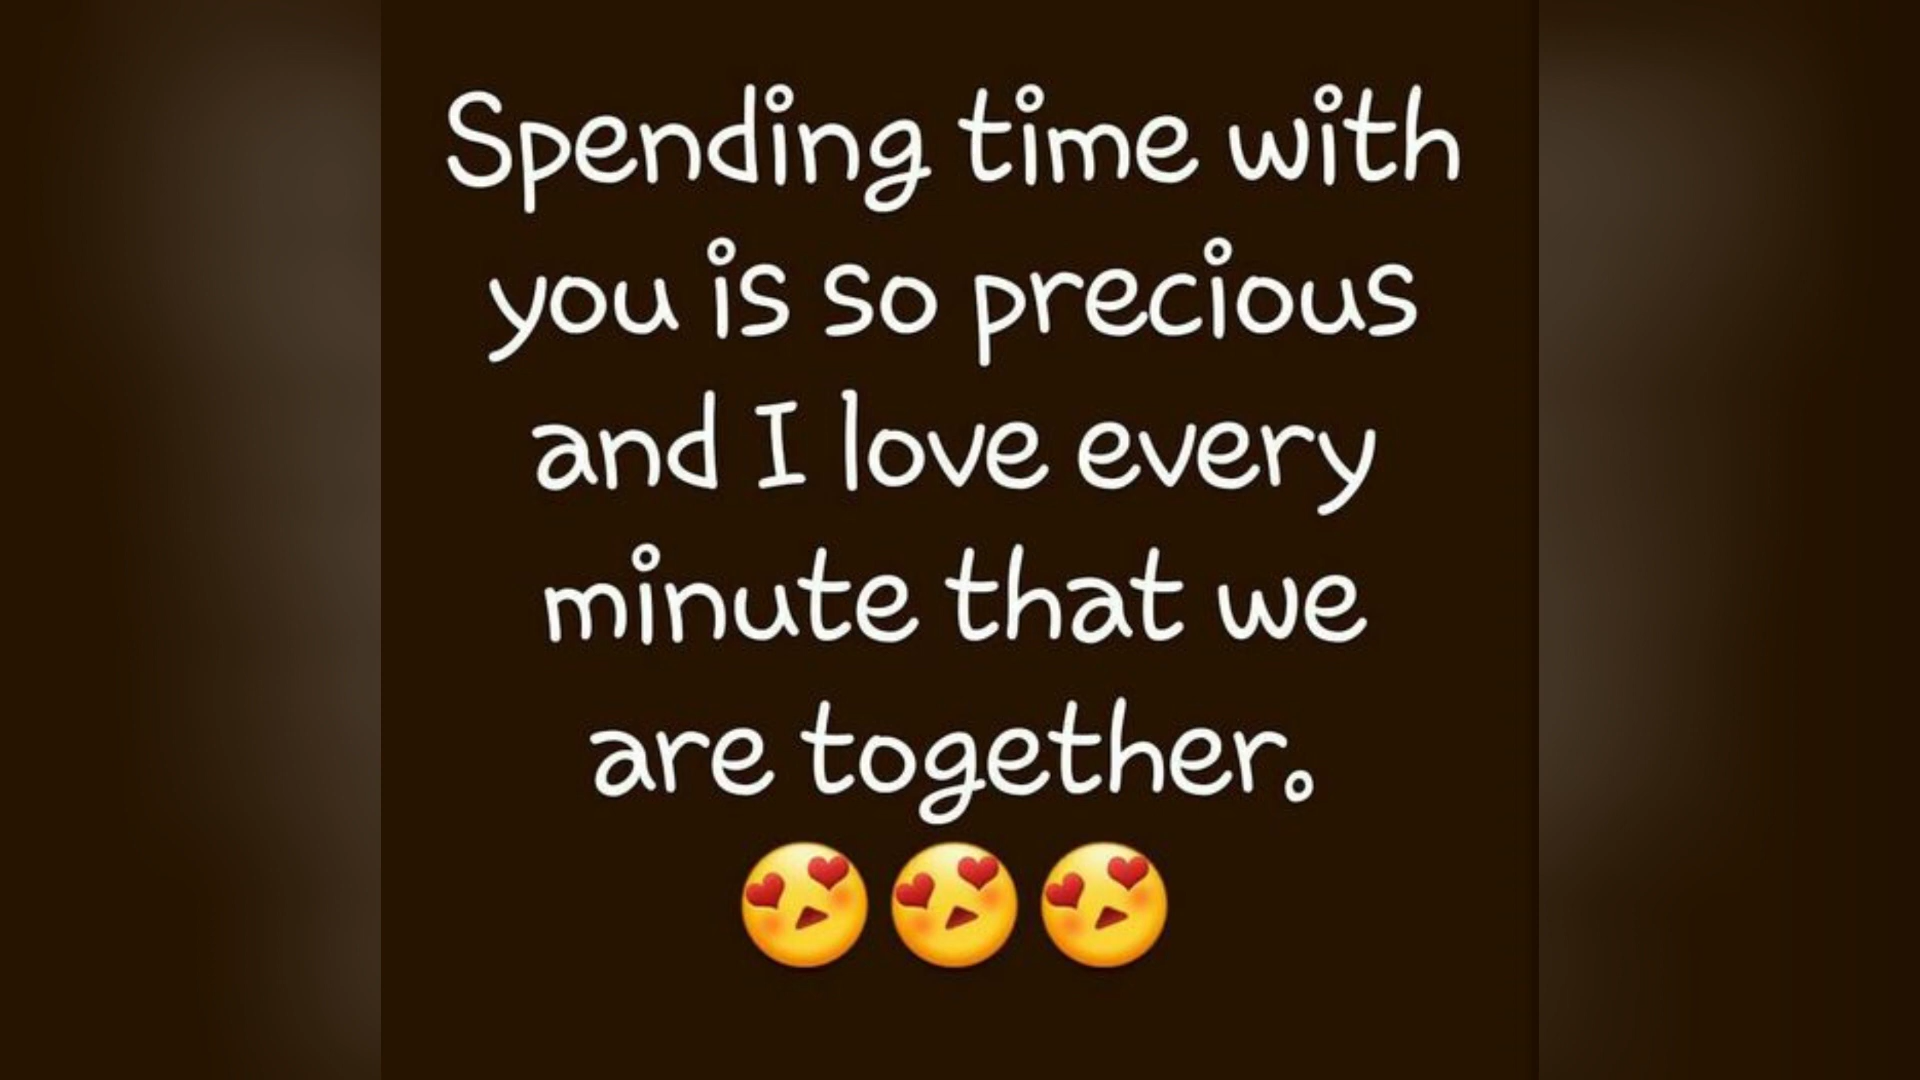 Spending time with
you is so precious
and I love every
minute that we
are together.
😍😍😍